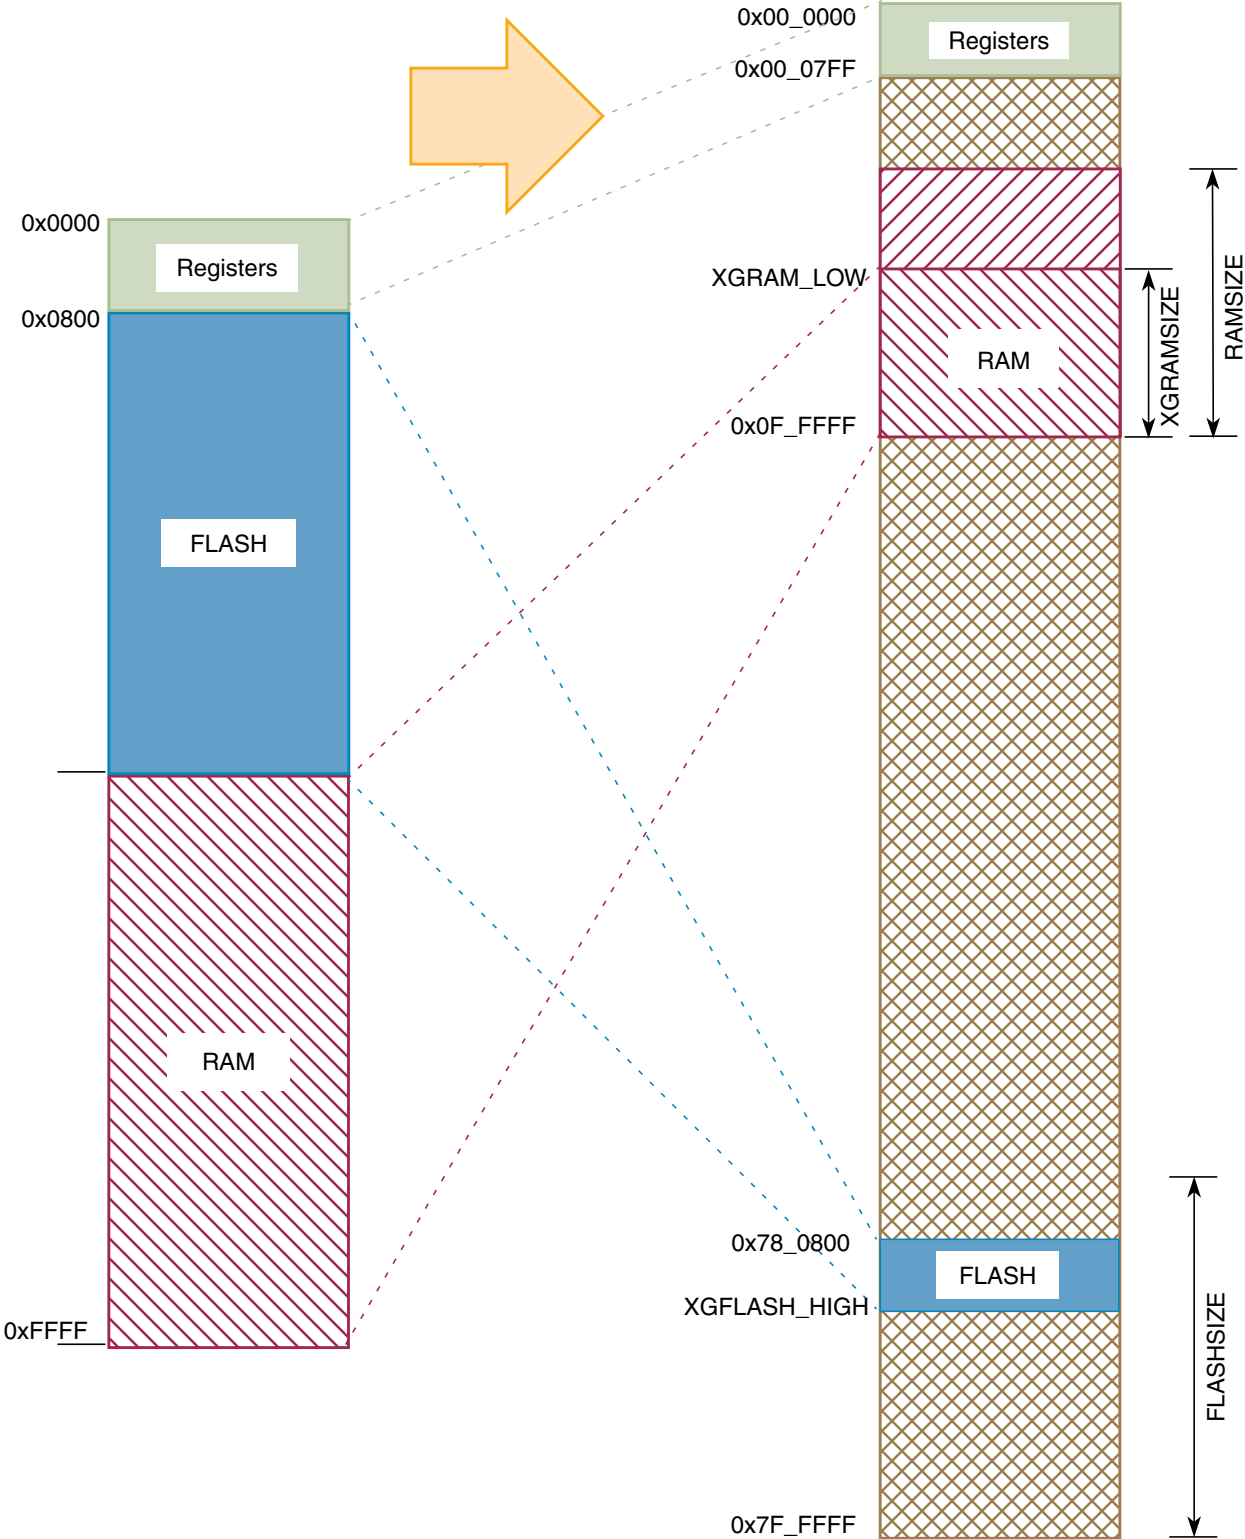 0x00_0000
Registers
0x00_07FF
0x0000
Registers
0x0800
XGRAM_LOW
RAM
XGRAMSIZE
RAMSIZE
0x0F_FFFF
FLASH
RAM
0x78_0800
FLASH
XGFLASH_HIGH
FLASHSIZE
0xFFFF
0x7F_FFFF